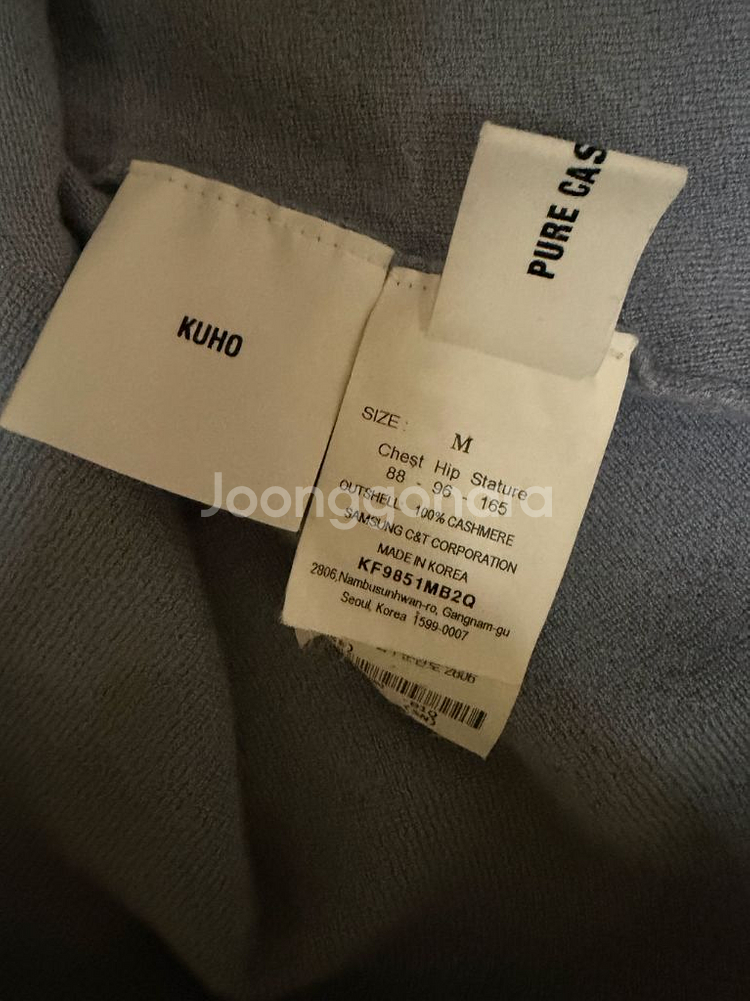 KUHO
PURE CAS
SIZE : M
Chest Hip Stature
88 - 96 - 165
OUTSHELL 100% CASHMERE
SAMSUNG C&T CORPORATION
MADE IN KOREA
KF9851MB2Q
2806,Nambusunhwan-ro, Gangnam-gu
Seoul, Korea 1599-0007
2806
Joonggonara